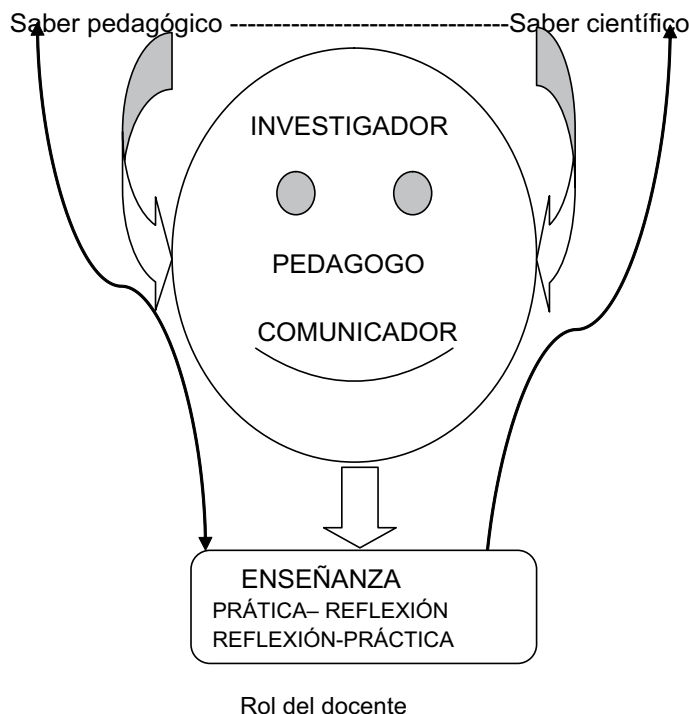 Saber pedagógico --------------------------------Saber científico
INVESTIGADOR
PEDAGOGO
COMUNICADOR
ENSEÑANZA
PRÁTICA– REFLEXIÓN
REFLEXIÓN-PRÁCTICA
Rol del docente